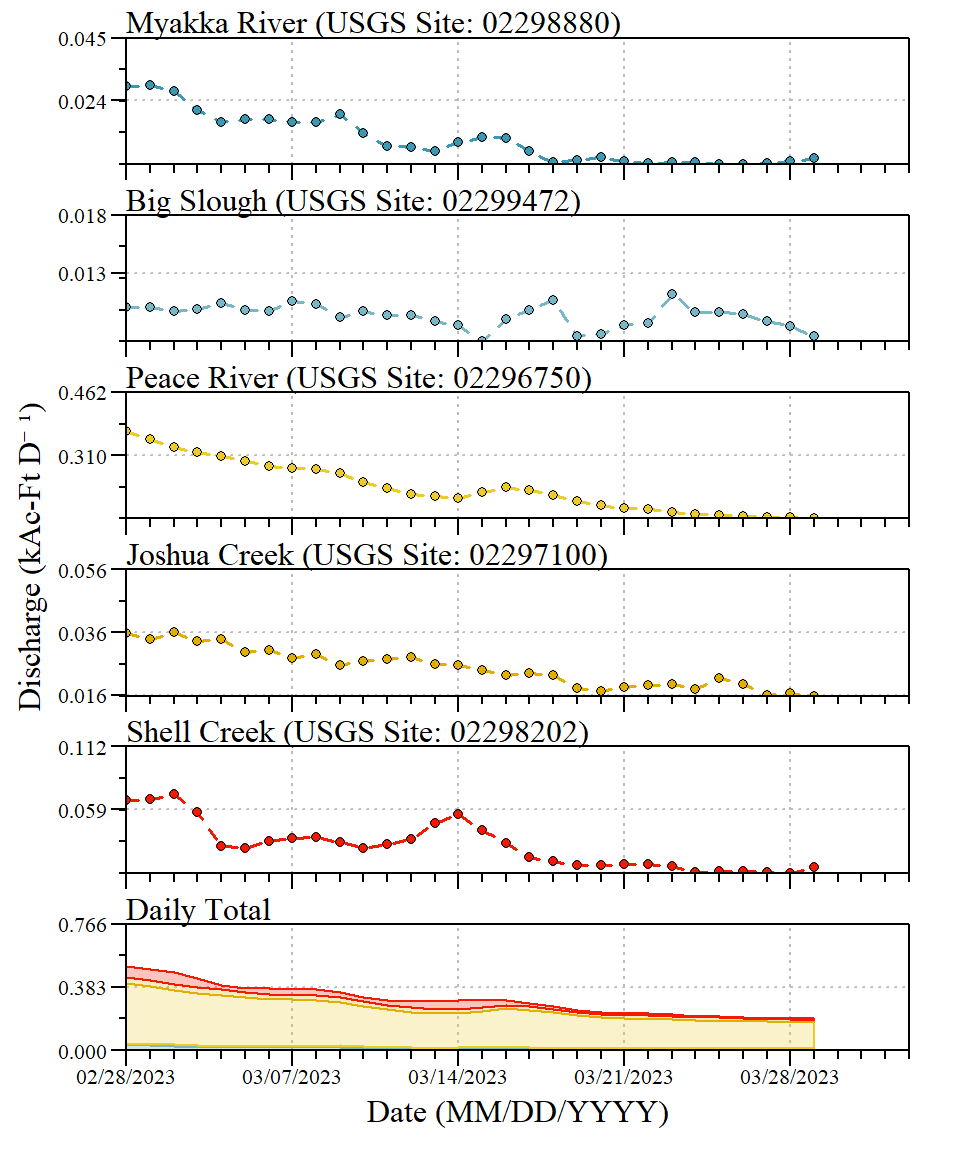 Myakka River (USGS Site: 02298880)
0.045
0.024
Big Slough (USGS Site: 02299472)
0.018
0.013
Peace River (USGS Site: 02296750)
0.462
0.310
Joshua Creek (USGS Site: 02297100)
0.056
0.036
0.016
Shell Creek (USGS Site: 02298202)
0.112
0.059
Daily Total
0.766
0.383
0.000
02/28/2023 03/07/2023 03/14/2023 03/21/2023 03/28/2023
Date (MM/DD/YYYY)
Discharge (kAc-Ft D⁻¹)